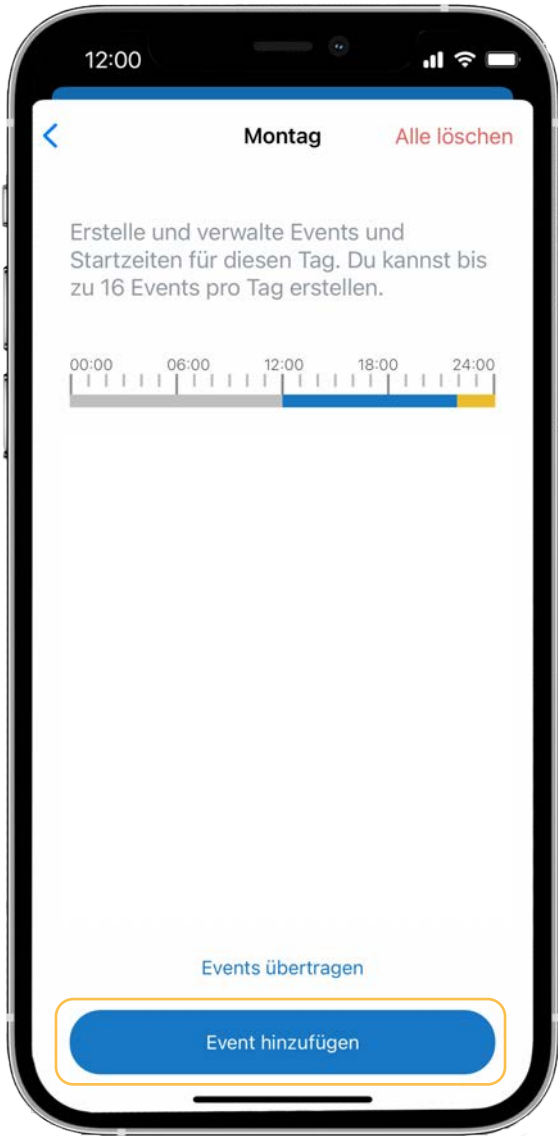 12:00
Montag
Alle löschen
Erstelle und verwalte Events und
Startzeiten für diesen Tag. Du kannst bis
zu 16 Events pro Tag erstellen.
00:00 06:00 12:00 18:00 24:00
Events übertragen
Event hinzufügen